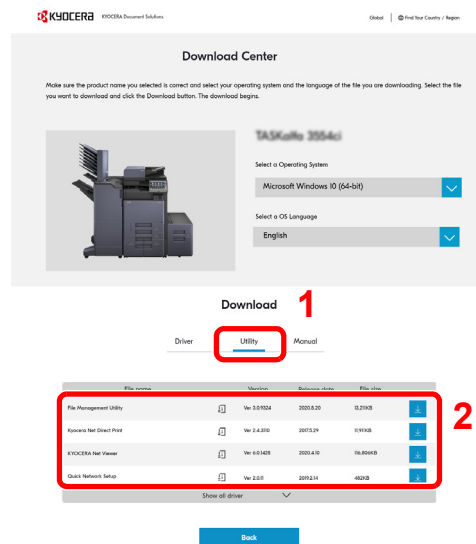 KYOCERA KYOCERA Document Solutions Global Find Your Country / Region
Download Center
Make sure the product name you selected is correct and select your operating system and the language of the file you are downloading. Select the file
you want to download and click the Download button. The download begins.
TASKalfa 3554ci
Select a Operating System
Microsoft Windows 10 (64-bit)
Select a OS Language
English
Download 1
Driver Utility Manual
File name Version Release date File size
File Management Utility Ver 3.0.9324 2020.8.20 13,211KB
Kyocera Net Direct Print Ver 2.4.3110 2017.5.29 11,911KB
KYOCERA Net Viewer Ver 6.0.1428 2020.4.10 116,806KB
2
Quick Network Setup Ver 2.0.11 2019.2.14 482KB
Show all driver
Back